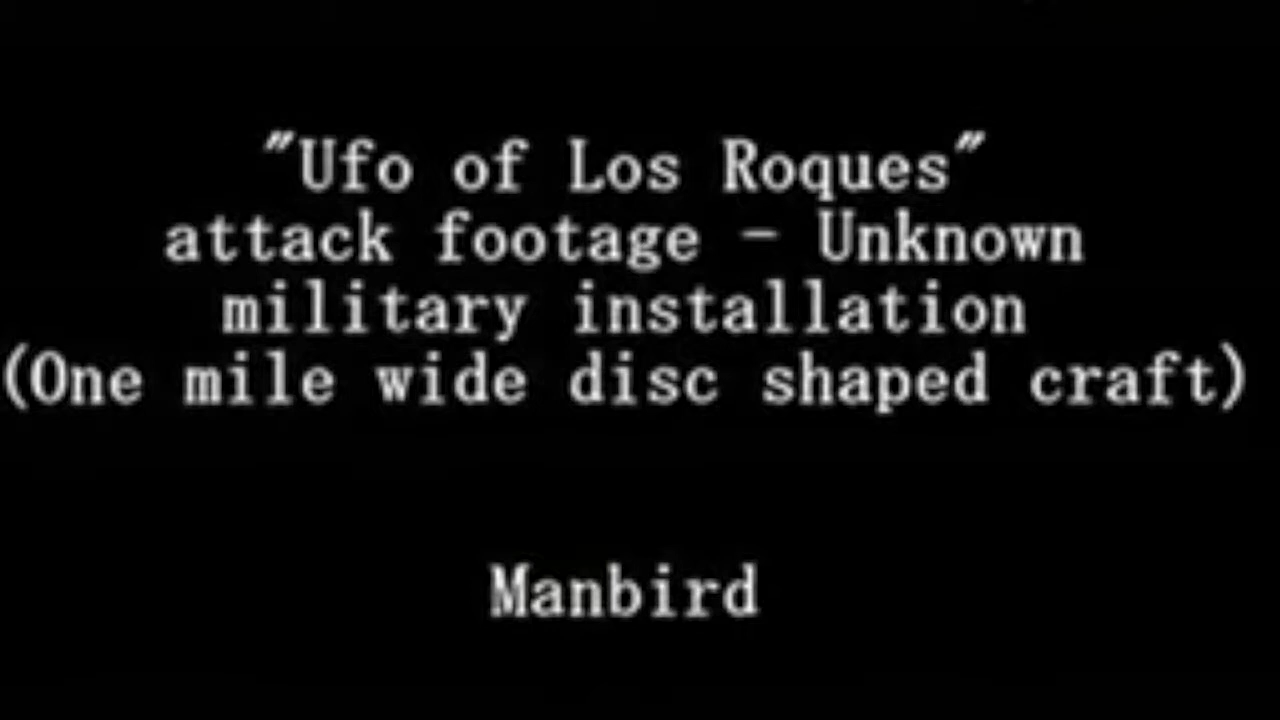 "Ufo of Los Roques"
attack footage - Unknown
military installation
(One mile wide disc shaped craft)
Manbird